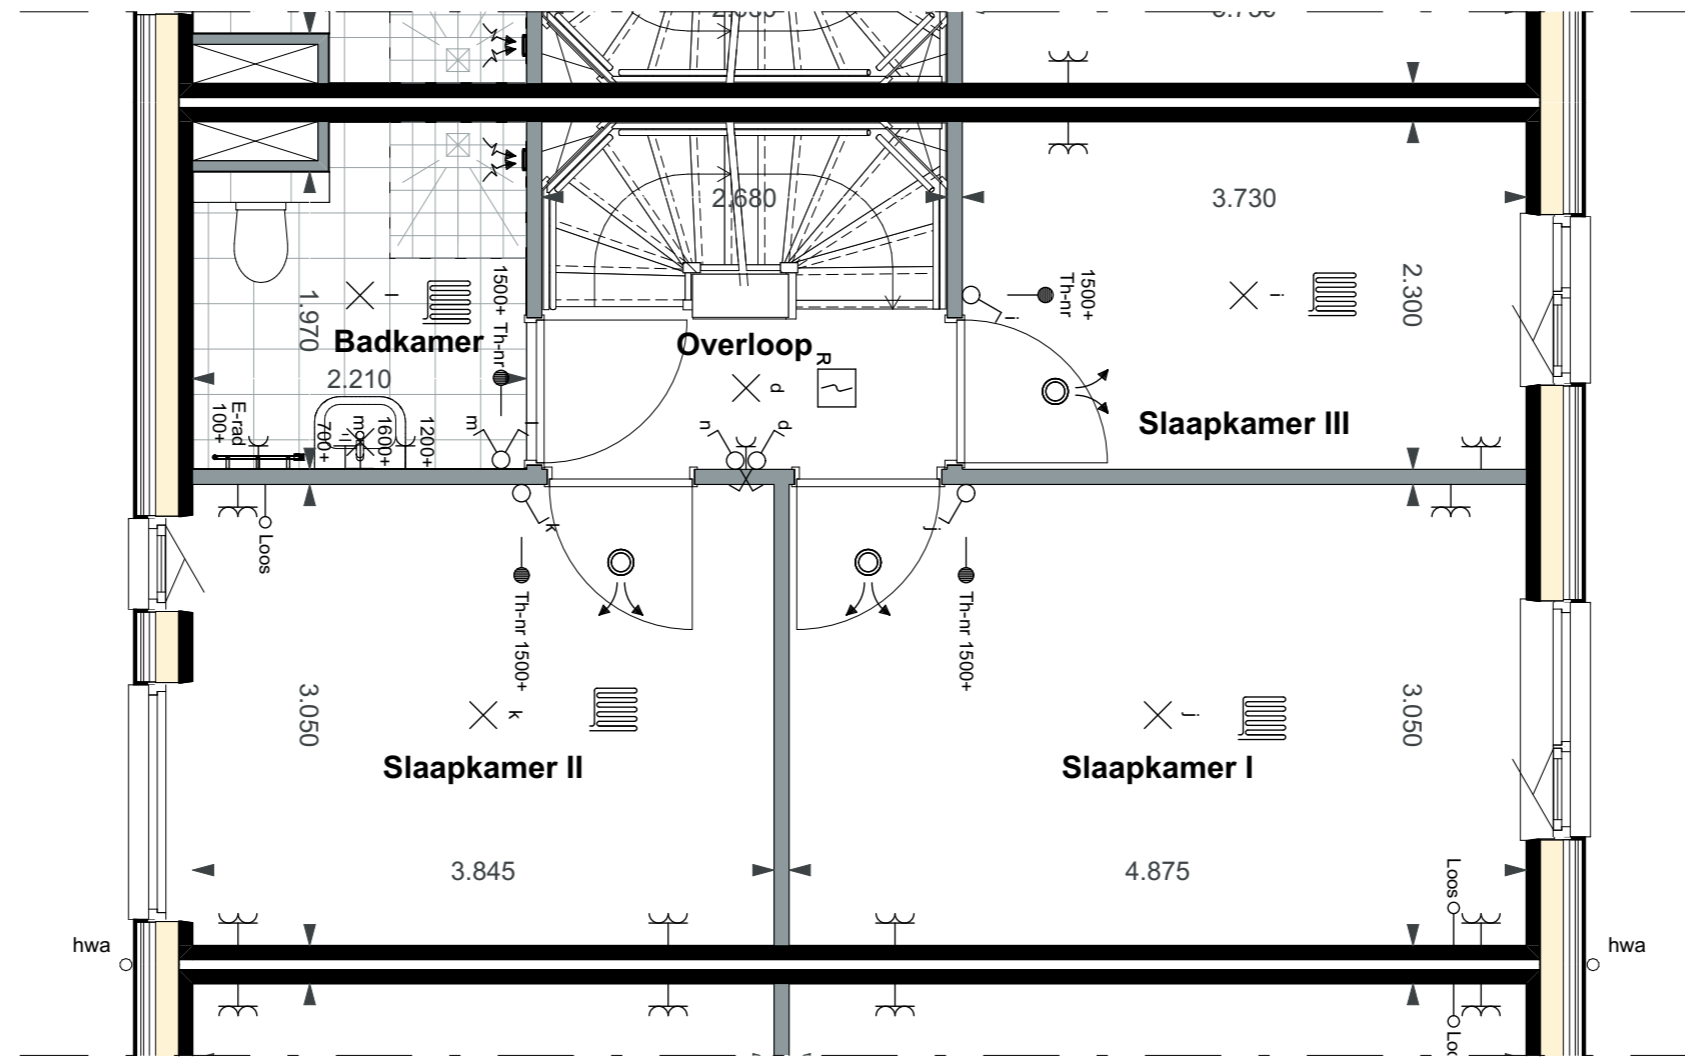 2.680
3.730
1500+ Th-nr
1500+
Th-nr
i
i
2.300
l
1.970
Badkamer
2.210
Overloop
R
d
Slaapkamer III
E-rad
100+
700+
1600+
1200+
m
l
n
d
Loos
k
j
Th-nr 1500+
Th-nr 1500+
3.050
k
j
3.050
Slaapkamer II
Slaapkamer I
3.845
4.875
Loos
hwa
hwa